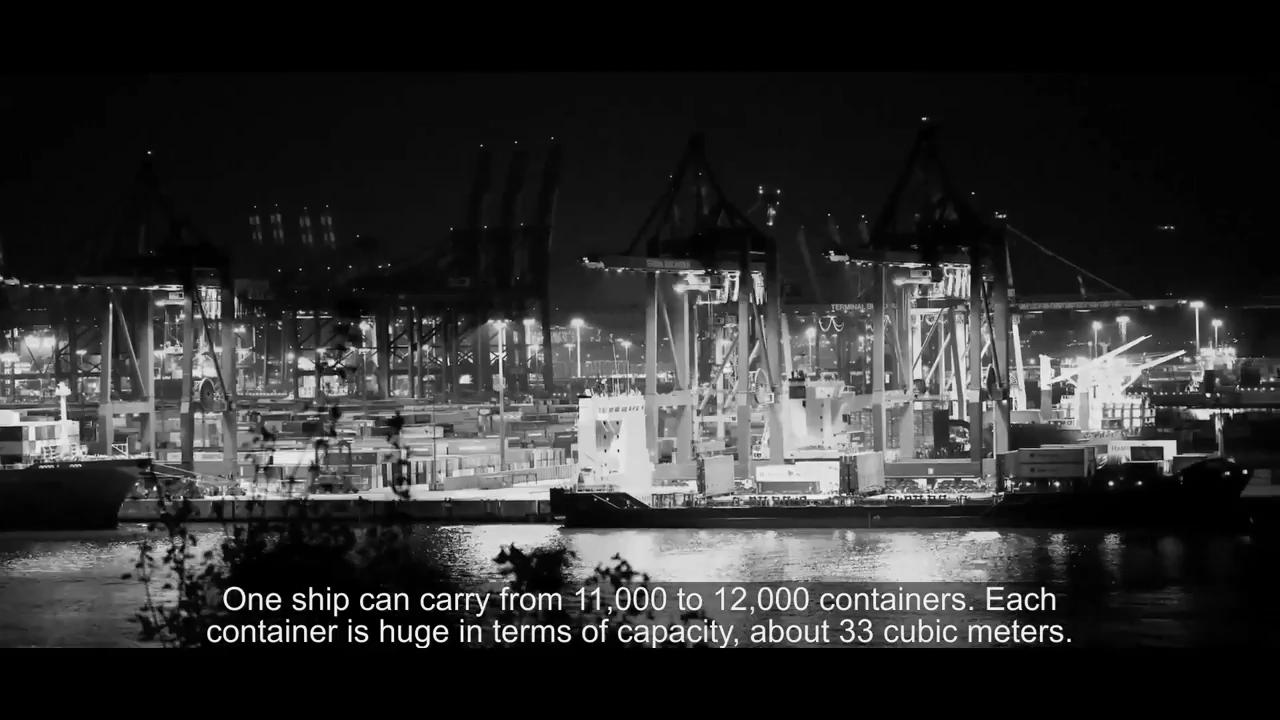 TERMINAL
One ship can carry from 11,000 to 12,000 containers. Each
container is huge in terms of capacity, about 33 cubic meters.